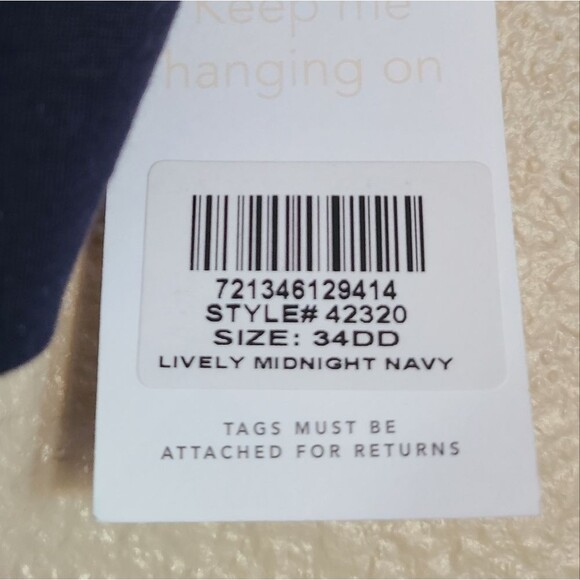 Keep me
hanging on
721346129414
STYLE# 42320
SIZE: 34DD
LIVELY MIDNIGHT NAVY
TAGS MUST BE
ATTACHED FOR RETURNS